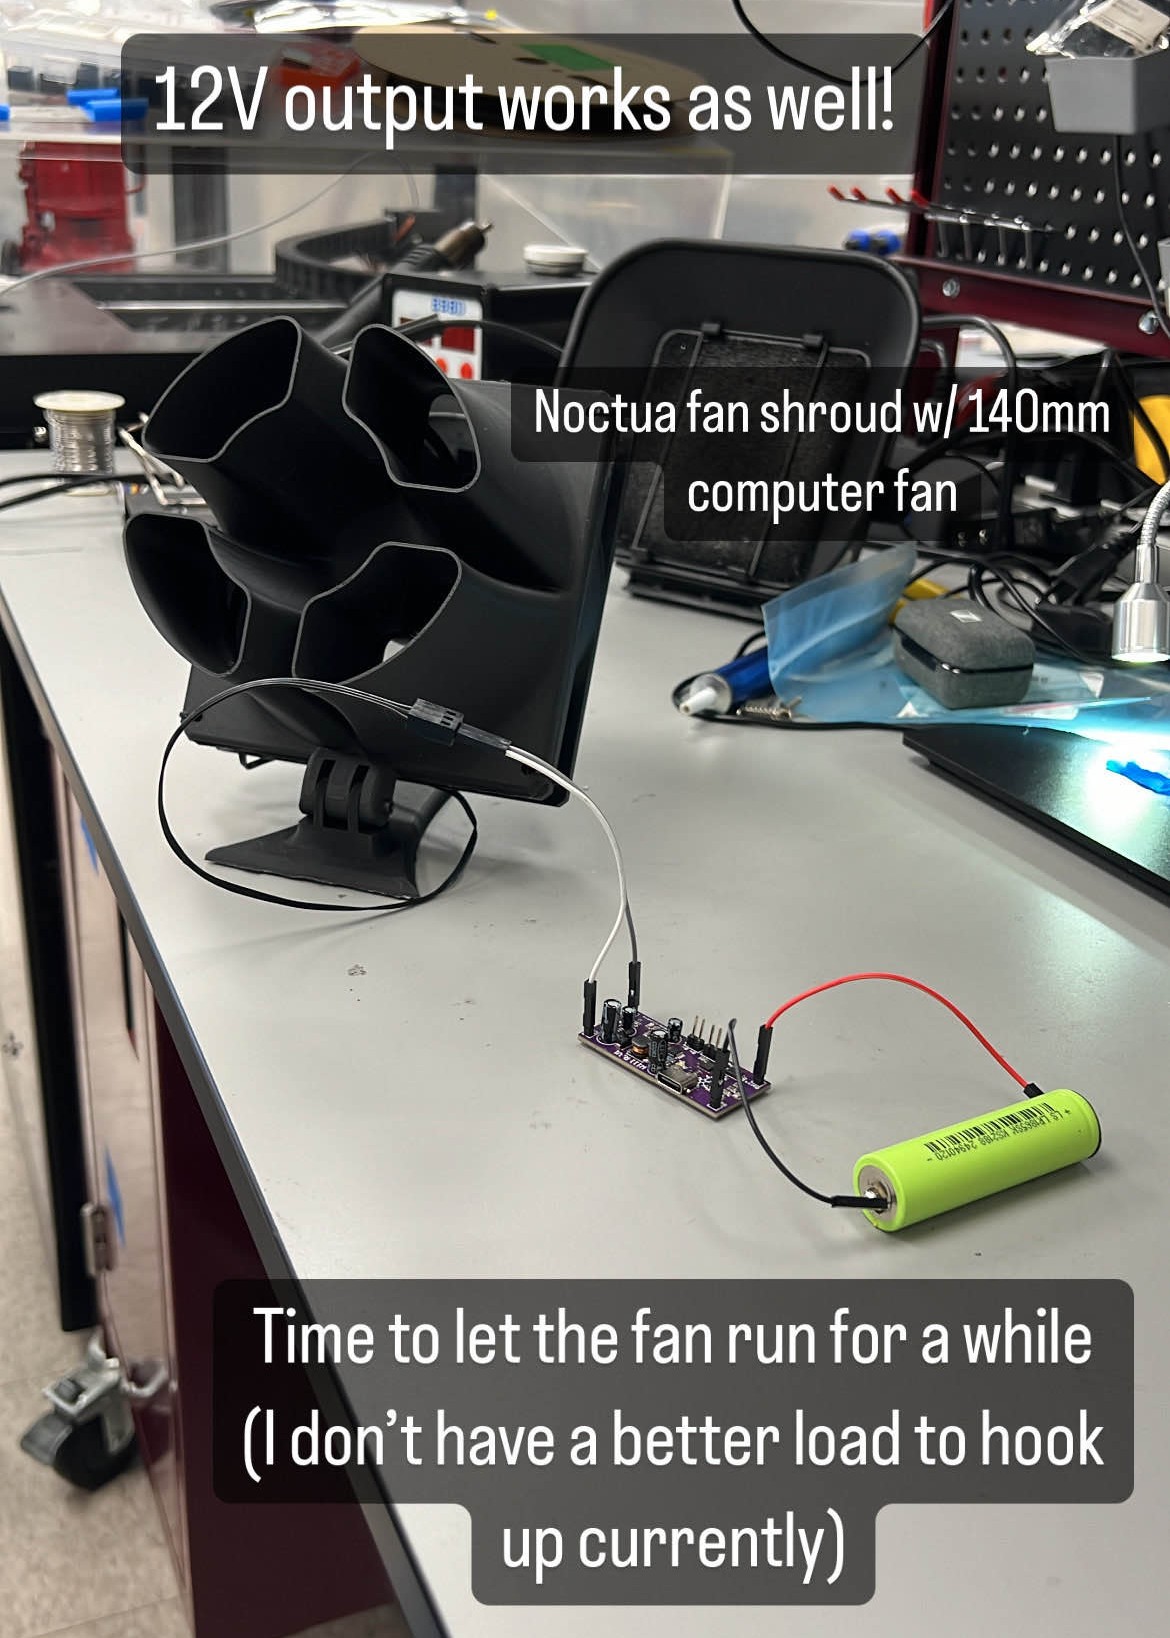 12V output works as well!
Noctua fan shroud w/ 140mm
computer fan
Time to let the fan run for a while
(I don't have a better load to hook
up currently)